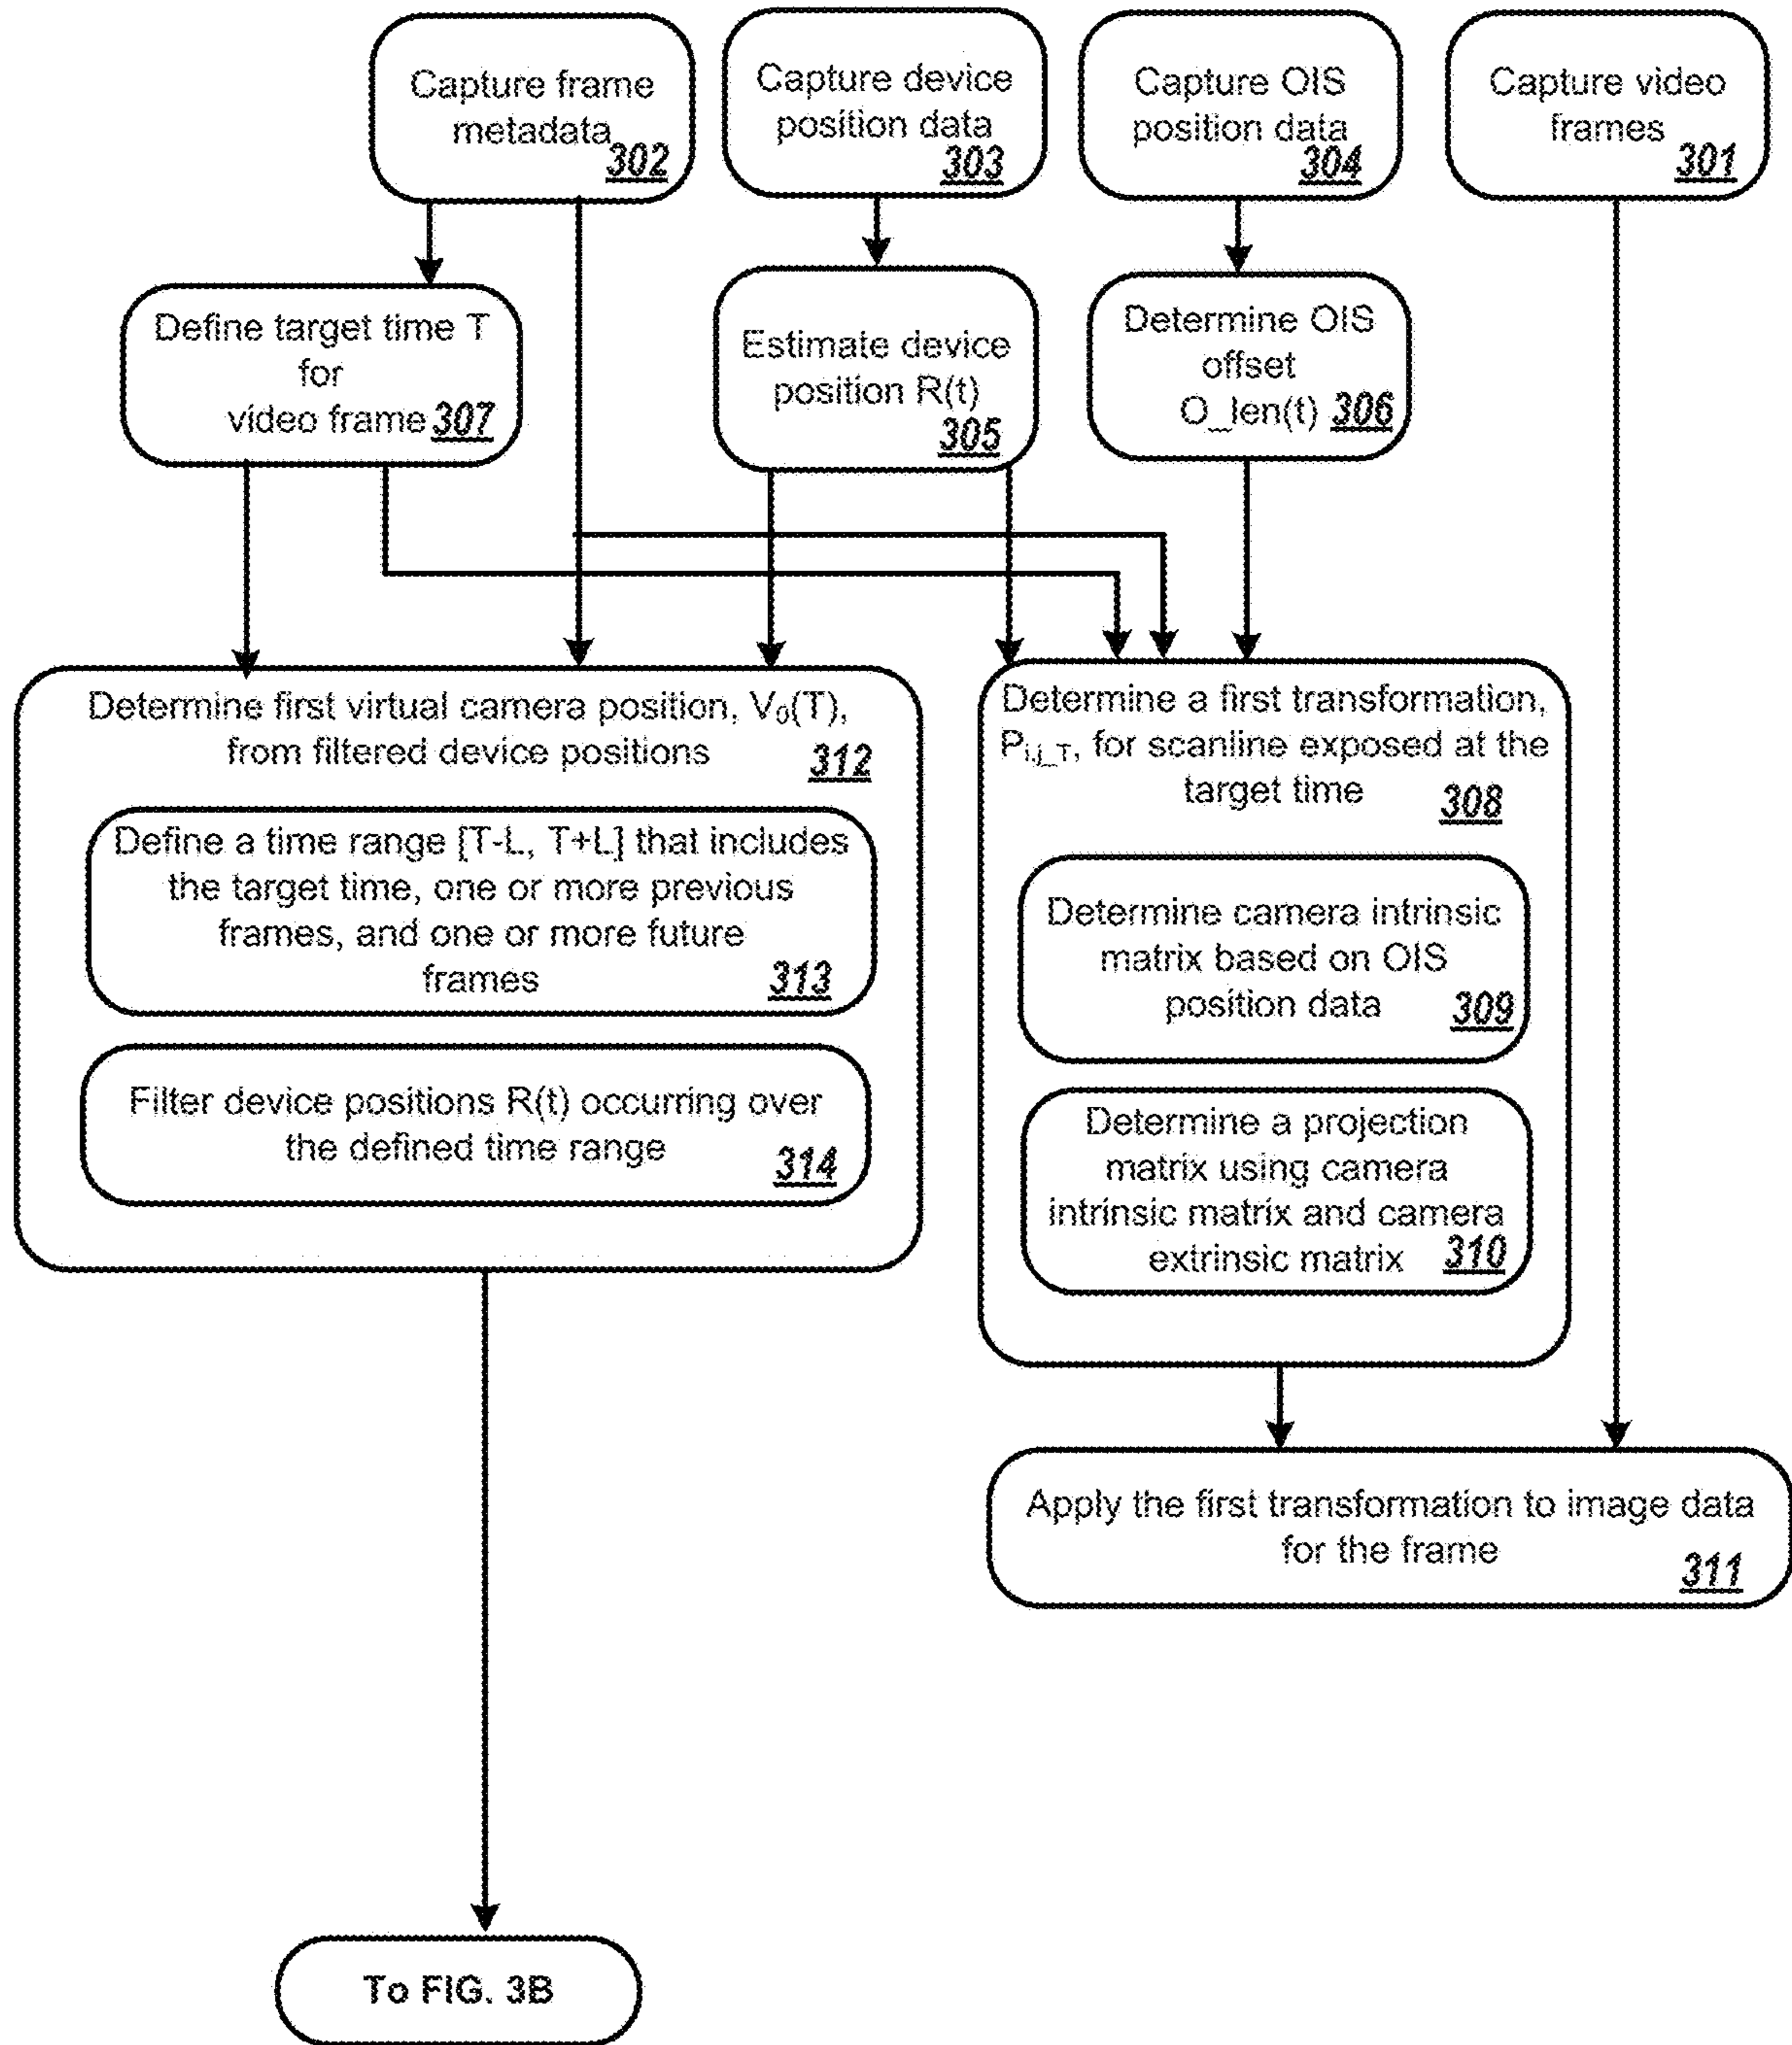 Capture frame
metadata
302
Capture device
position data
303
Capture OIS
position data
304
Capture video
frames
301
Define target time T
for
video frame 307
Estimate device
position R(t)
305
Determine OIS
offset
O_len(t) 306
Determine first virtual camera position, V₀(T),
from filtered device positions
312
Define a time range [T-L, T+L] that includes
the target time, one or more previous
frames, and one or more future
frames
313
Filter device positions R(t) occurring over
the defined time range
314
Determine a first transformation,
Pi,j_T, for scanline exposed at the
target time
308
Determine camera intrinsic
matrix based on OIS
position data
309
Determine a projection
matrix using camera
intrinsic matrix and camera
extrinsic matrix
310
Apply the first transformation to image data
for the frame
311
To FIG. 3B